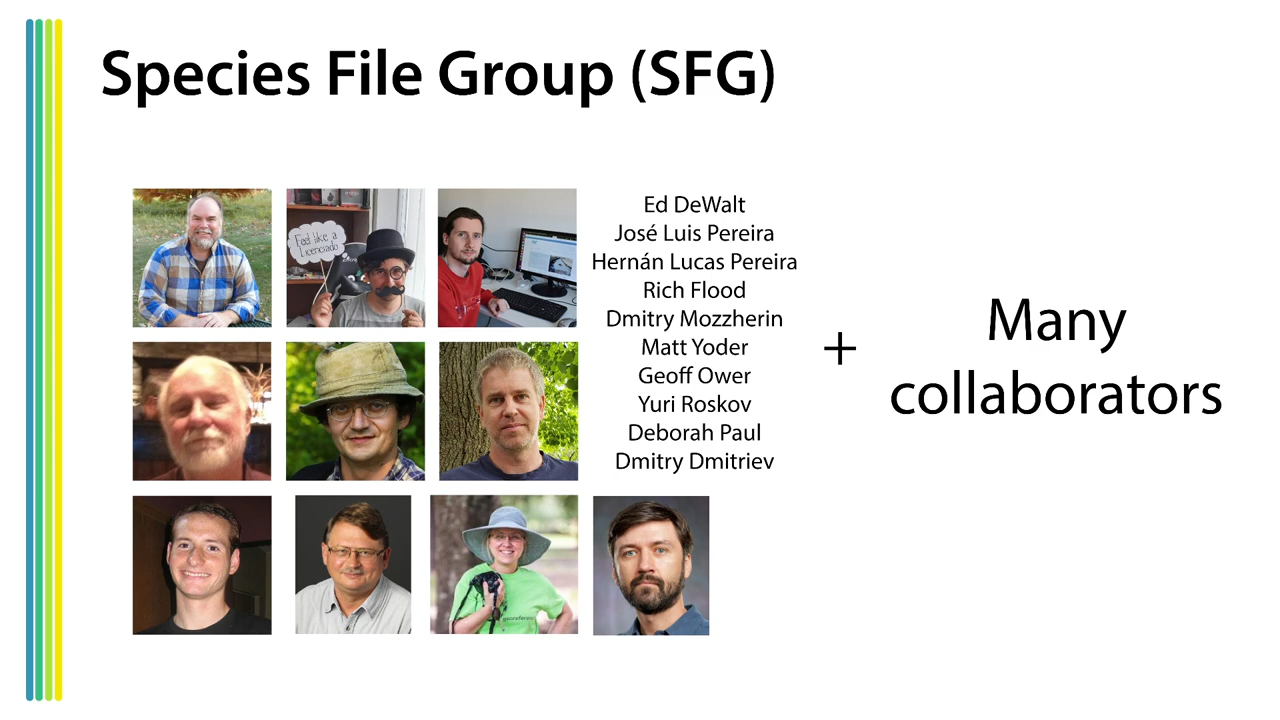 Species File Group (SFG)
Feel like a
Licenciado
Ed DeWalt
José Luis Pereira
Hernán Lucas Pereira
Rich Flood
Dmitry Mozzherin
Matt Yoder
Geoff Ower
Yuri Roskov
Deborah Paul
Dmitry Dmitriev
+
Many
collaborators